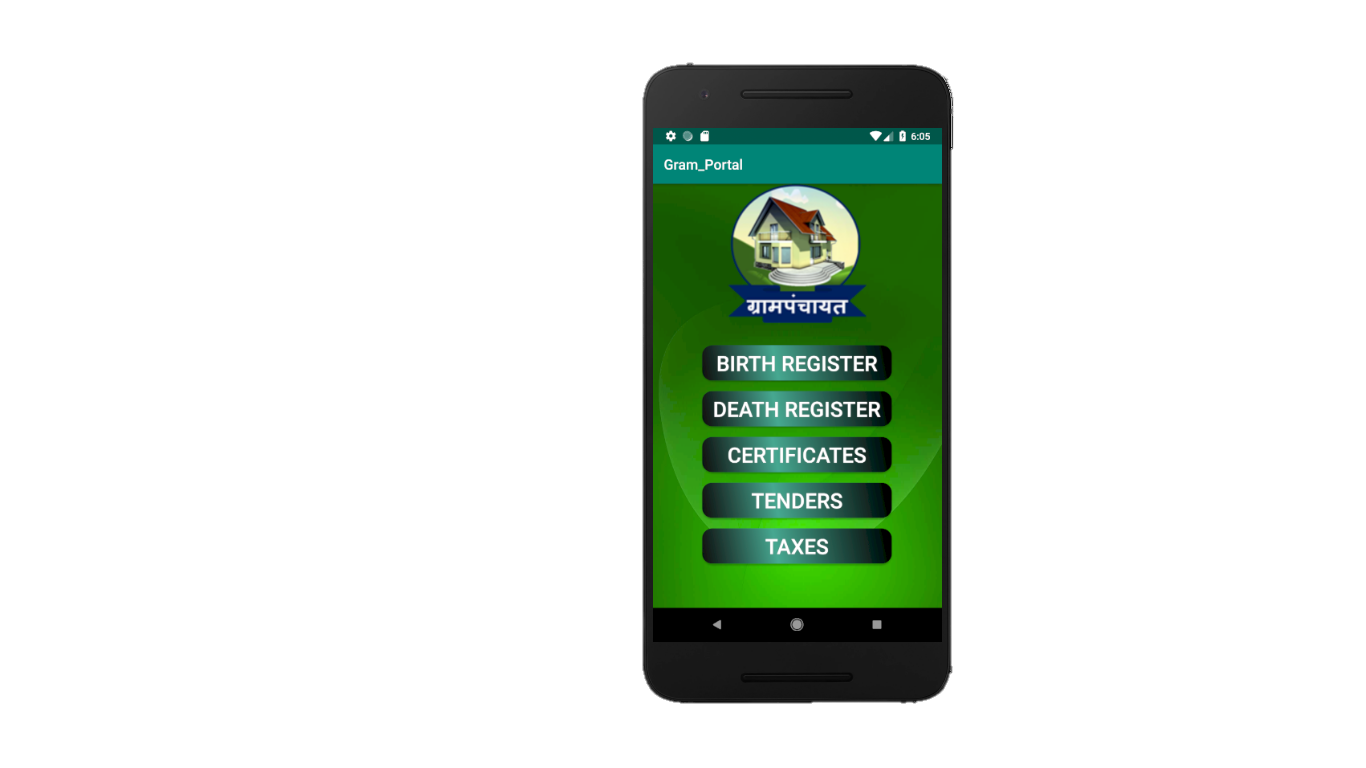 6:05
Gram_Portal
ग्रामपंचायत
BIRTH REGISTER
DEATH REGISTER
CERTIFICATES
TENDERS
TAXES